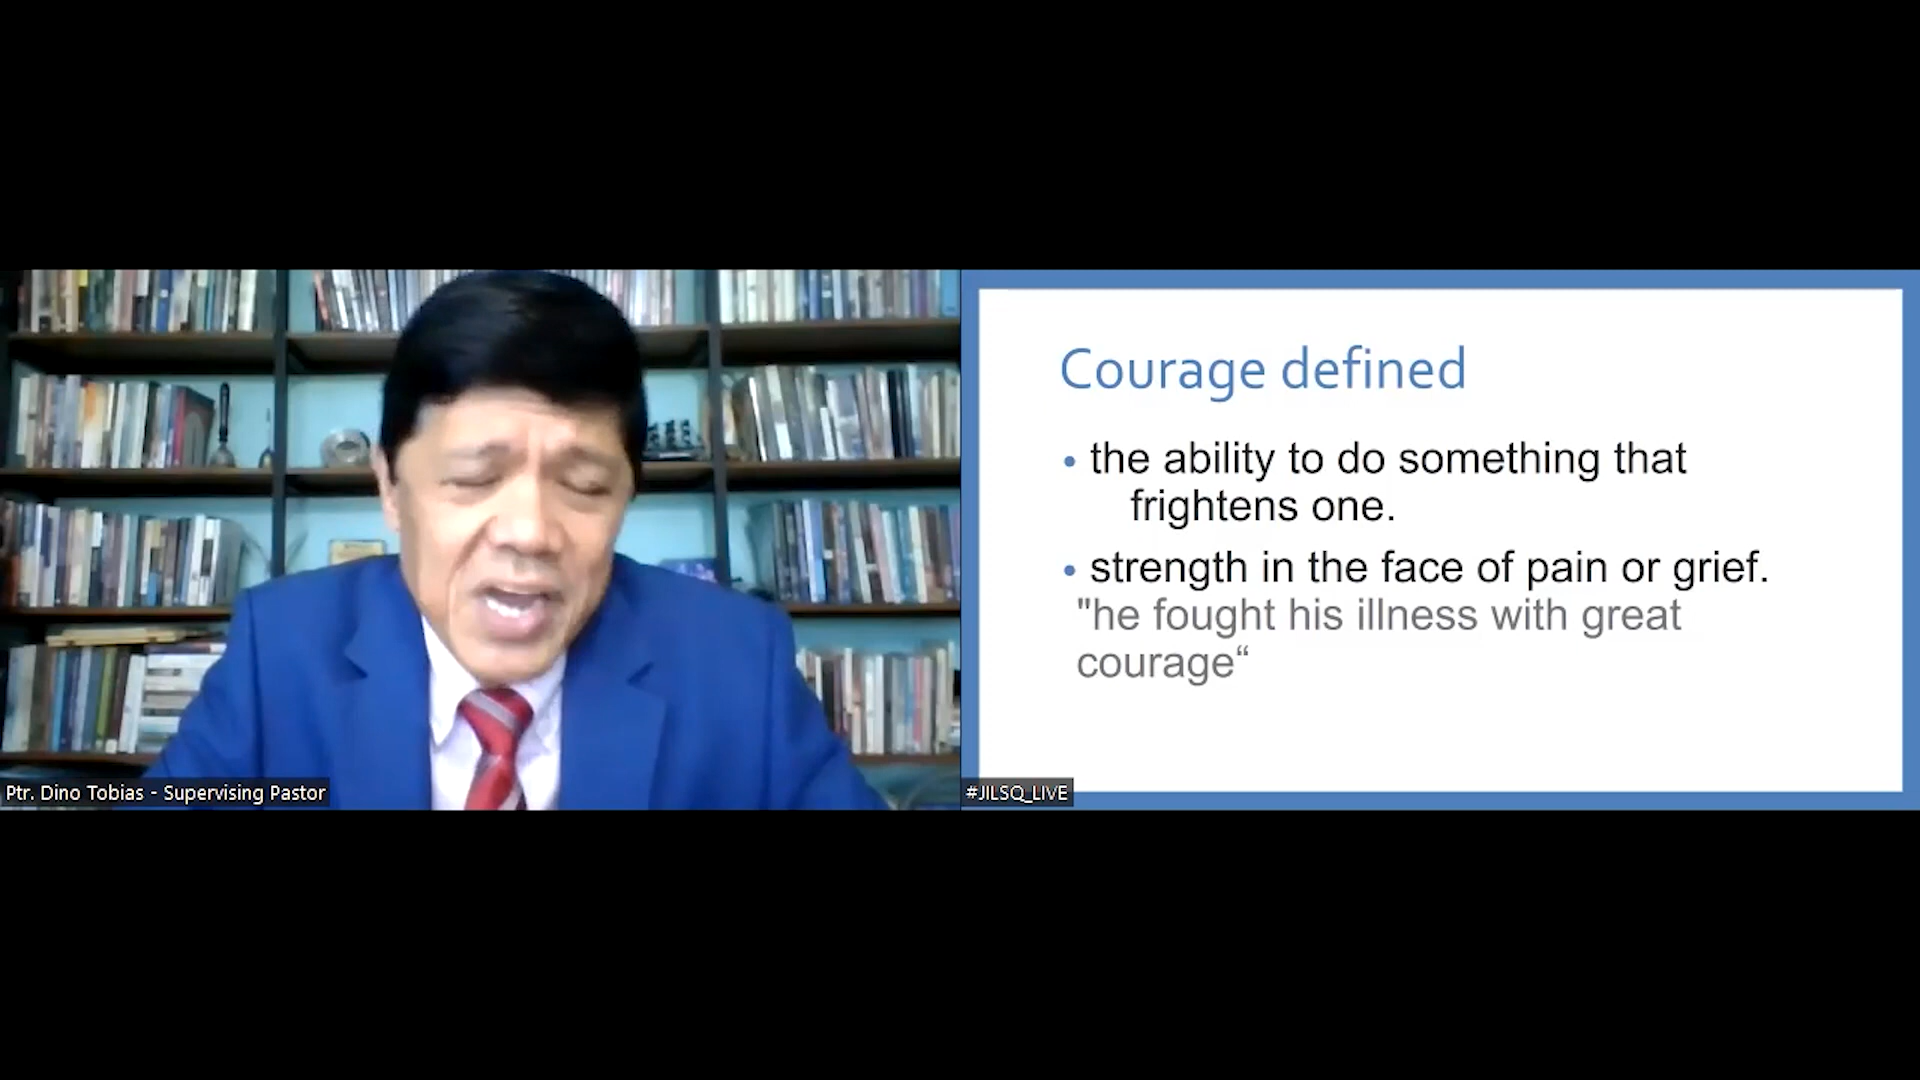 Courage defined
• the ability to do something that
frightens one.
• strength in the face of pain or grief.
"he fought his illness with great
courage“
Ptr. Dino Tobias - Supervising Pastor
#JILSQ_LIVE